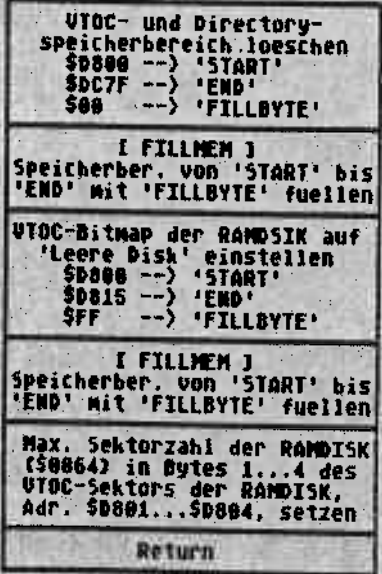 VTOC- und Directory-
speicherbereich loeschen
$D800 --> 'START'
$DC7F --> 'END'
$00 --> 'FILLBYTE'
[ FILLMEM ]
Speicherber. von 'START' bis
'END' mit 'FILLBYTE' fuellen
VTOC-Bitmap der RAMDSIK auf
'Leere Disk' einstellen
$D808 --> 'START'
$D815 --> 'END'
$FF --> 'FILLBYTE'
[ FILLMEM ]
Speicherber. von 'START' bis
'END' mit 'FILLBYTE' fuellen
Max. Sektorzahl der RAMDISK
($0064) in Bytes 1...4 des
VTOC-Sektors der RAMDISK,
Adr. $D801...$D804, setzen
Return